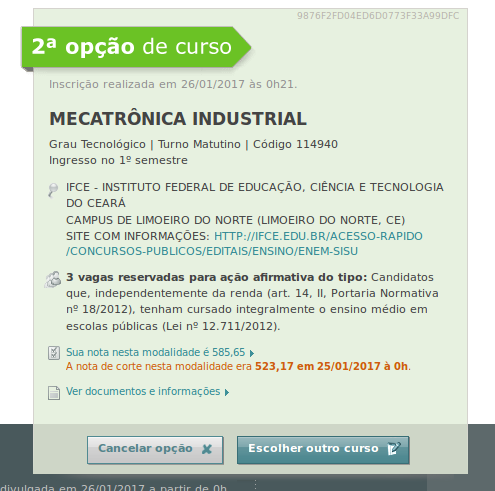 9876F2FD04ED6D0773F33A99DFC
2ª opção de curso
Inscrição realizada em 26/01/2017 às 0h21.
MECATRÔNICA INDUSTRIAL
Grau Tecnológico | Turno Matutino | Código 114940
Ingresso no 1º semestre
IFCE - INSTITUTO FEDERAL DE EDUCAÇÃO, CIÊNCIA E TECNOLOGIA
DO CEARÁ
CAMPUS DE LIMOEIRO DO NORTE (LIMOEIRO DO NORTE, CE)
SITE COM INFORMAÇÕES: HTTP://IFCE.EDU.BR/ACESSO-RAPIDO
/CONCURSOS-PUBLICOS/EDITAIS/ENSINO/ENEM-SISU
3 vagas reservadas para ação afirmativa do tipo: Candidatos
que, independentemente da renda (art. 14, II, Portaria Normativa
nº 18/2012), tenham cursado integralmente o ensino médio em
escolas públicas (Lei nº 12.711/2012).
Sua nota nesta modalidade é 585,65
A nota de corte nesta modalidade era 523,17 em 25/01/2017 à 0h.
Ver documentos e informações
Cancelar opção
Escolher outro curso
divulgada em 26/01/2017 a partir de 0h